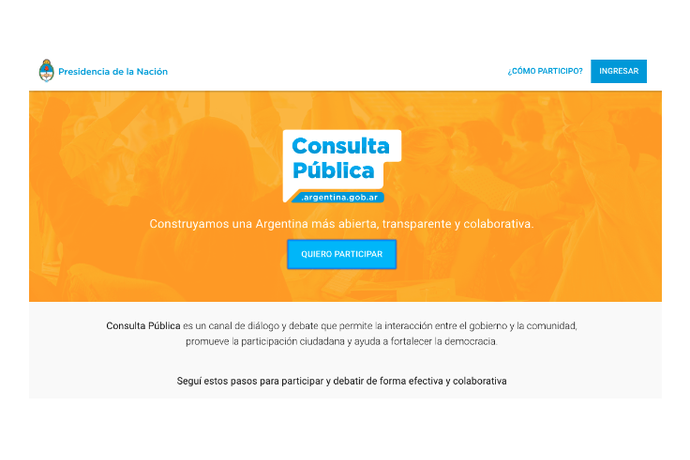 Presidencia de la Nación
¿CÓMO PARTICIPO?
INGRESAR
Consulta
Pública
.argentina.gob.ar
Construyamos una Argentina más abierta, transparente y colaborativa.
QUIERO PARTICIPAR
Consulta Pública es un canal de diálogo y debate que permite la interacción entre el gobierno y la comunidad,
promueve la participación ciudadana y ayuda a fortalecer la democracia.
Seguí estos pasos para participar y debatir de forma efectiva y colaborativa